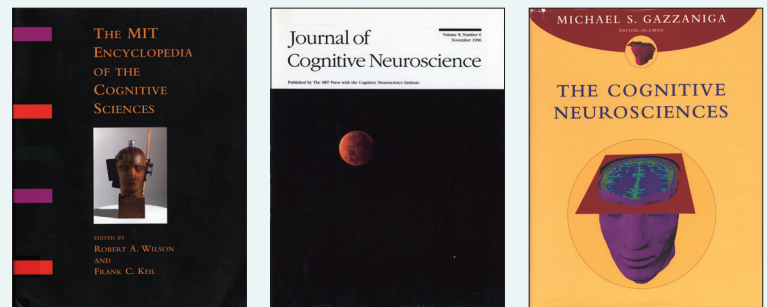 THE MIT
ENCYCLOPEDIA
OF THE
COGNITIVE
SCIENCES
EDITED BY
ROBERT A. WILSON
AND
FRANK C. KEIL
Journal of
Cognitive Neuroscience
Volume 8, Number 6
November 1996
Published by The MIT Press with the Cognitive Neuroscience Institute
MICHAEL S. GAZZANIGA
EDITOR-IN-CHIEF
THE COGNITIVE
NEUROSCIENCES